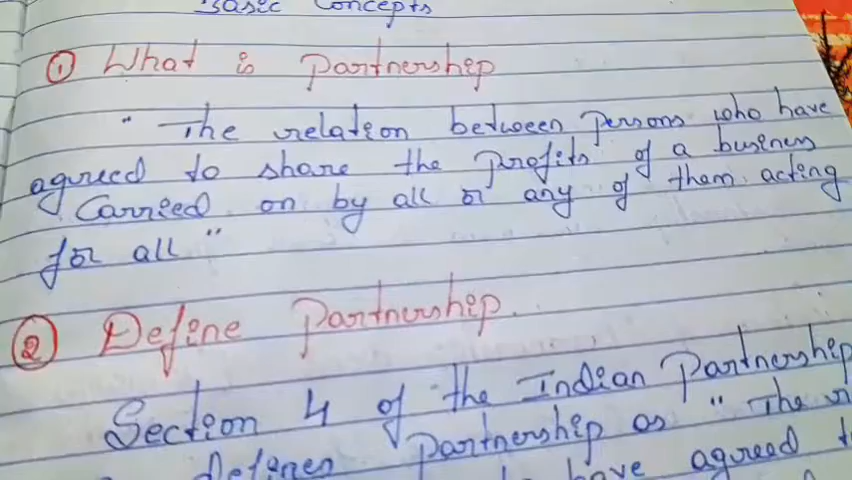 Basic Concepts
① What is Partnership
" The relation between persons who have
agreed to share the profits of a business
Carried on by all or any of them acting
for all "
② Define Partnership.
Section 4 of the Indian Partnership
Defines Partnership as " The
have agreed